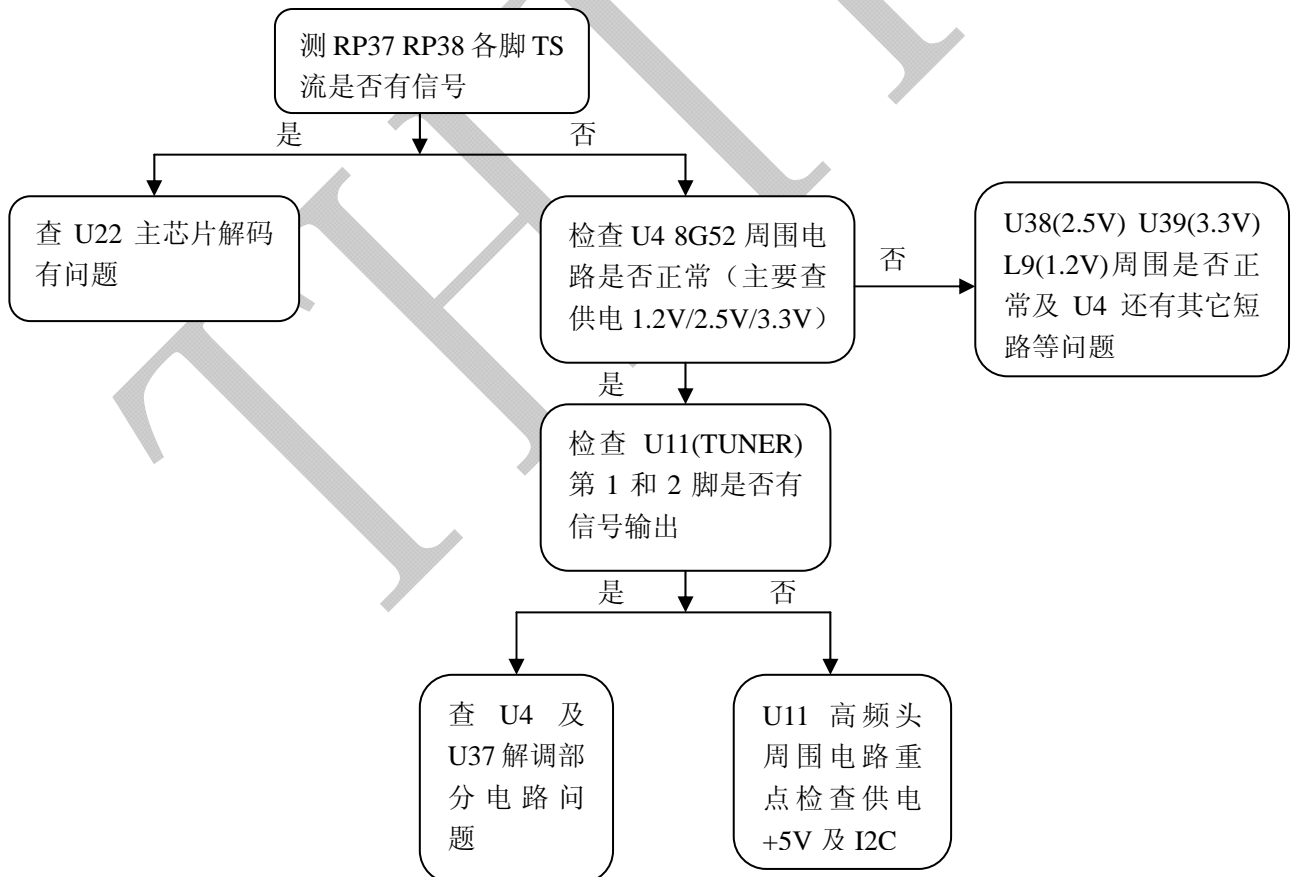 测 RP37 RP38 各脚 TS
流是否有信号
是
否
查 U22 主芯片解码
有问题
检查 U4 8G52 周围电
路是否正常（主要查
供电 1.2V/2.5V/3.3V）
否
U38(2.5V) U39(3.3V)
L9(1.2V)周围是否正
常及 U4 还有其它短
路等问题
是
检查 U11(TUNER)
第 1 和 2 脚是否有
信号输出
是
否
查 U4 及
U37 解调部
分电路问
题
U11 高频头
周围电路重
点检查供电
+5V 及 I2C